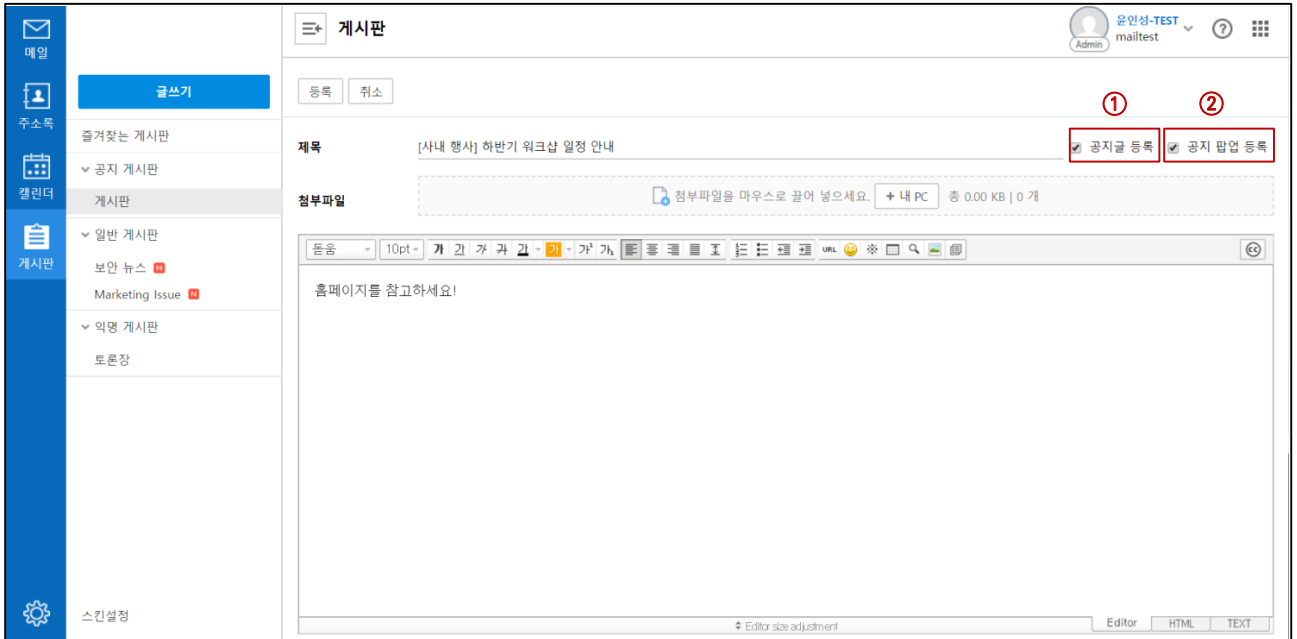 메일
주소록
캘린더
게시판
글쓰기
즐겨찾는 게시판
공지 게시판
게시판
일반 게시판
보안 뉴스 N
Marketing Issue N
익명 게시판
토론장
스킨설정
게시판
Admin
윤인성-TEST
mailtest
?
등록 취소
① ②
제목 [사내 행사] 하반기 워크샵 일정 안내 공지글 등록 공지 팝업 등록
첨부파일 첨부파일을 마우스로 끌어 넣으세요. + 내 PC 총 0.00 KB | 0 개
돋움 10pt 가 가 가 가 가 가 가² 가₁ URL cc
홈페이지를 참고하세요!
Editor size adjustment
Editor HTML TEXT